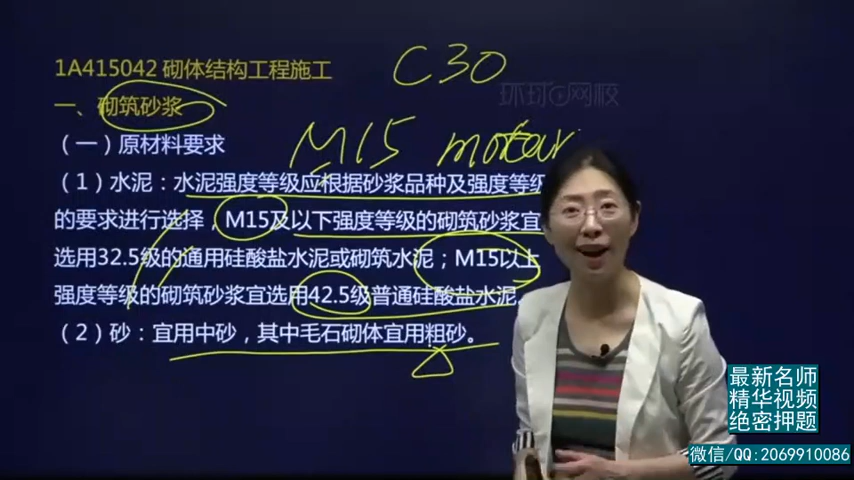 1A415042 砌体结构工程施工
C30
环球网校
一、砌筑砂浆
（一）原材料要求
M15 motar
（1）水泥：水泥强度等级应根据砂浆品种及强度等级
的要求进行选择，M15及以下强度等级的砌筑砂浆宜
选用32.5级的通用硅酸盐水泥或砌筑水泥；M15以上
强度等级的砌筑砂浆宜选用42.5级普通硅酸盐水泥。
（2）砂：宜用中砂，其中毛石砌体宜用粗砂。
最新名师
精华视频
绝密押题
微信/QQ:2069910086